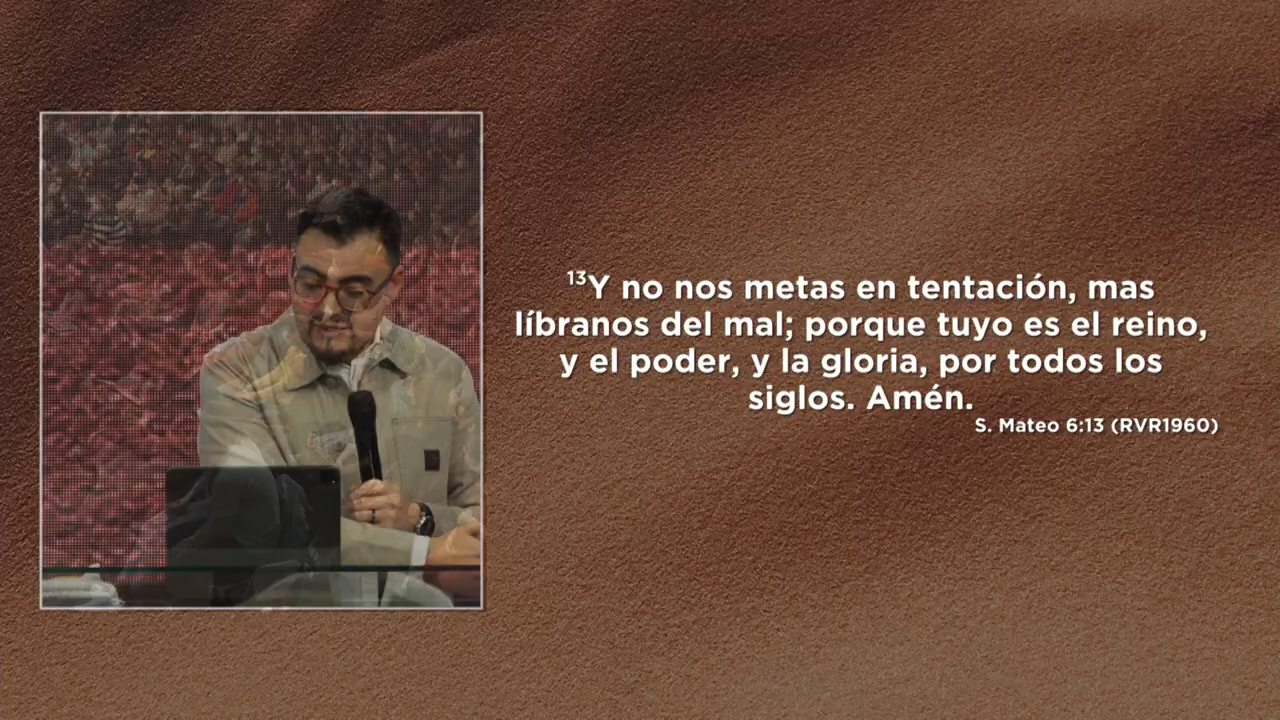 ¹³Y no nos metas en tentación, mas
líbranos del mal; porque tuyo es el reino,
y el poder, y la gloria, por todos los
siglos. Amén.
S. Mateo 6:13 (RVR1960)